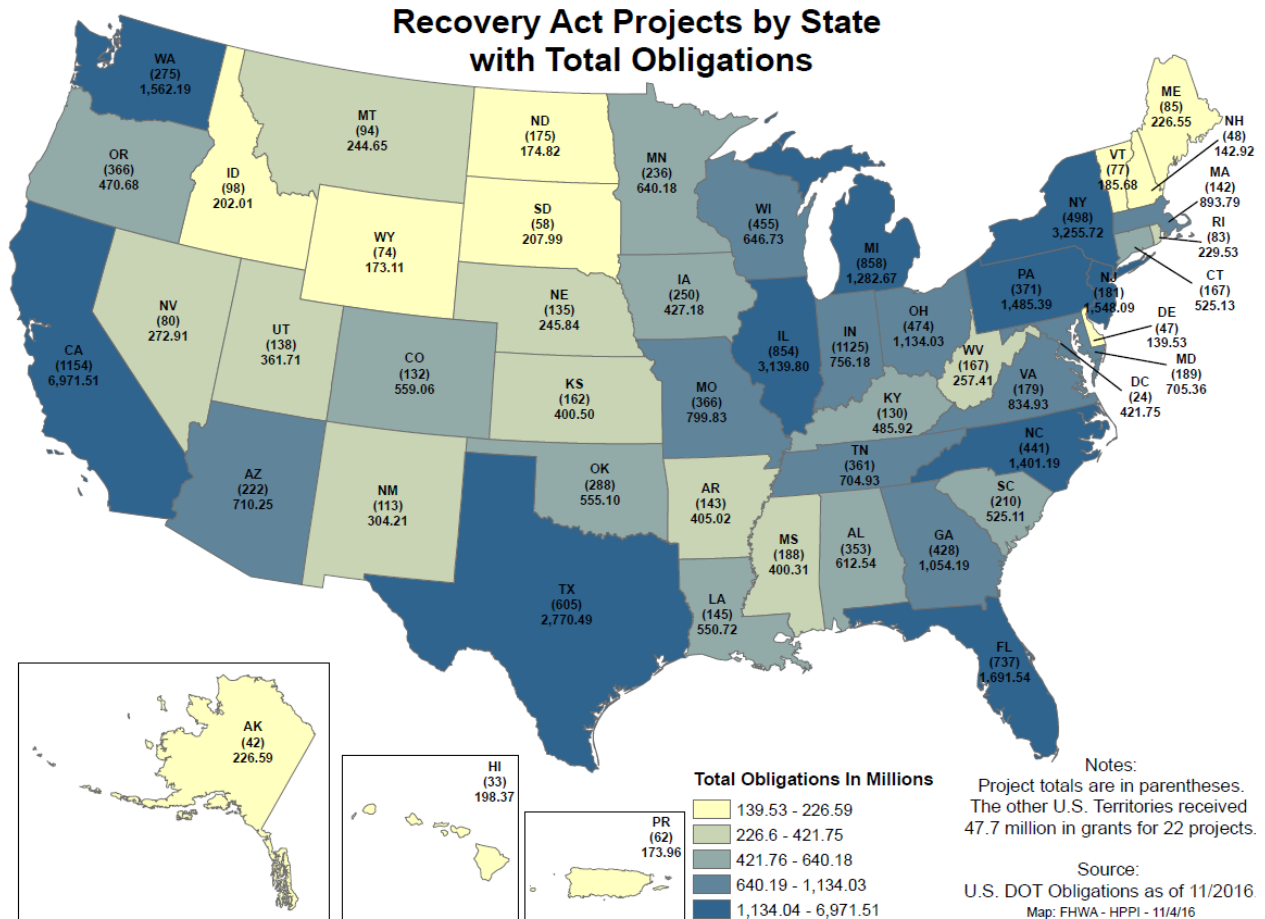 Recovery Act Projects by State
with Total Obligations
WA
(275)
1,562.19
OR
(366)
470.68
CA
(1154)
6,971.51
ID
(98)
202.01
NV
(80)
272.91
MT
(94)
244.65
WY
(74)
173.11
UT
(138)
361.71
AZ
(222)
710.25
CO
(132)
559.06
NM
(113)
304.21
ND
(175)
174.82
SD
(58)
207.99
NE
(135)
245.84
KS
(162)
400.50
OK
(288)
555.10
TX
(605)
2,770.49
MN
(236)
640.18
IA
(250)
427.18
MO
(366)
799.83
AR
(143)
405.02
LA
(145)
550.72
WI
(455)
646.73
IL
(854)
3,139.80
MI
(858)
1,282.67
IN
(1125)
756.18
OH
(474)
1,134.03
KY
(130)
485.92
TN
(361)
704.93
MS
(188)
400.31
AL
(353)
612.54
GA
(428)
1,054.19
FL
(737)
1,691.54
SC
(210)
525.11
NC
(441)
1,401.19
VA
(179)
834.93
WV
(167)
257.41
PA
(371)
1,485.39
NY
(498)
3,255.72
NJ
(181)
1,548.09
VT
(77)
185.68
ME
(85)
226.55
NH
(48)
142.92
MA
(142)
893.79
RI
(83)
229.53
CT
(167)
525.13
DE
(47)
139.53
MD
(189)
705.36
DC
(24)
421.75
AK
(42)
226.59
HI
(33)
198.37
PR
(62)
173.96
Total Obligations In Millions
139.53 - 226.59
226.6 - 421.75
421.76 - 640.18
640.19 - 1,134.03
1,134.04 - 6,971.51
Notes:
Project totals are in parentheses.
The other U.S. Territories received
47.7 million in grants for 22 projects.
Source:
U.S. DOT Obligations as of 11/2016
Map: FHWA - HPPI - 11/4/16